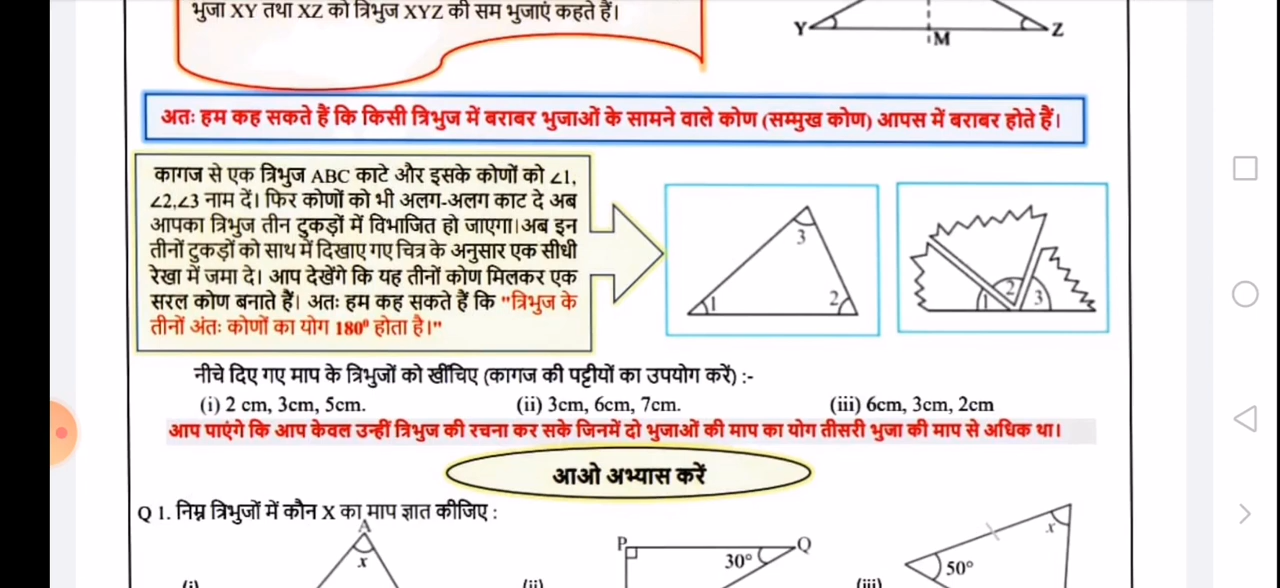 भुजा XY तथा XZ को त्रिभुज XYZ की सम भुजाएं कहते हैं।
Y
M
Z
अतः हम कह सकते हैं कि किसी त्रिभुज में बराबर भुजाओं के सामने वाले कोण (सम्मुख कोण) आपस में बराबर होते हैं।
कागज से एक त्रिभुज ABC काटे और इसके कोणों को ∠1,
∠2,∠3 नाम दें। फिर कोणों को भी अलग-अलग काट दे अब
आपका त्रिभुज तीन टुकड़ों में विभाजित हो जाएगा।अब इन
तीनों टुकड़ों को साथ में दिखाए गए चित्र के अनुसार एक सीधी
रेखा में जमा दे। आप देखेंगे कि यह तीनों कोण मिलकर एक
सरल कोण बनाते हैं। अतः हम कह सकते हैं कि "त्रिभुज के
तीनों अंतः कोणों का योग 180° होता है।"
3
1
2
1
2
3
नीचे दिए गए माप के त्रिभुजों को खींचिए (कागज की पट्टीयों का उपयोग करें) :-
(i) 2 cm, 3cm, 5cm. (ii) 3cm, 6cm, 7cm. (iii) 6cm, 3cm, 2cm
आप पाएंगे कि आप केवल उन्हीं त्रिभुज की रचना कर सके जिनमें दो भुजाओं की माप का योग तीसरी भुजा की माप से अधिक था।
आओ अभ्यास करें
Q 1. निम्न त्रिभुजों में कौन X का माप ज्ञात कीजिए :
A
x
P
Q
30°
x
50°
(i) (ii) (iii)